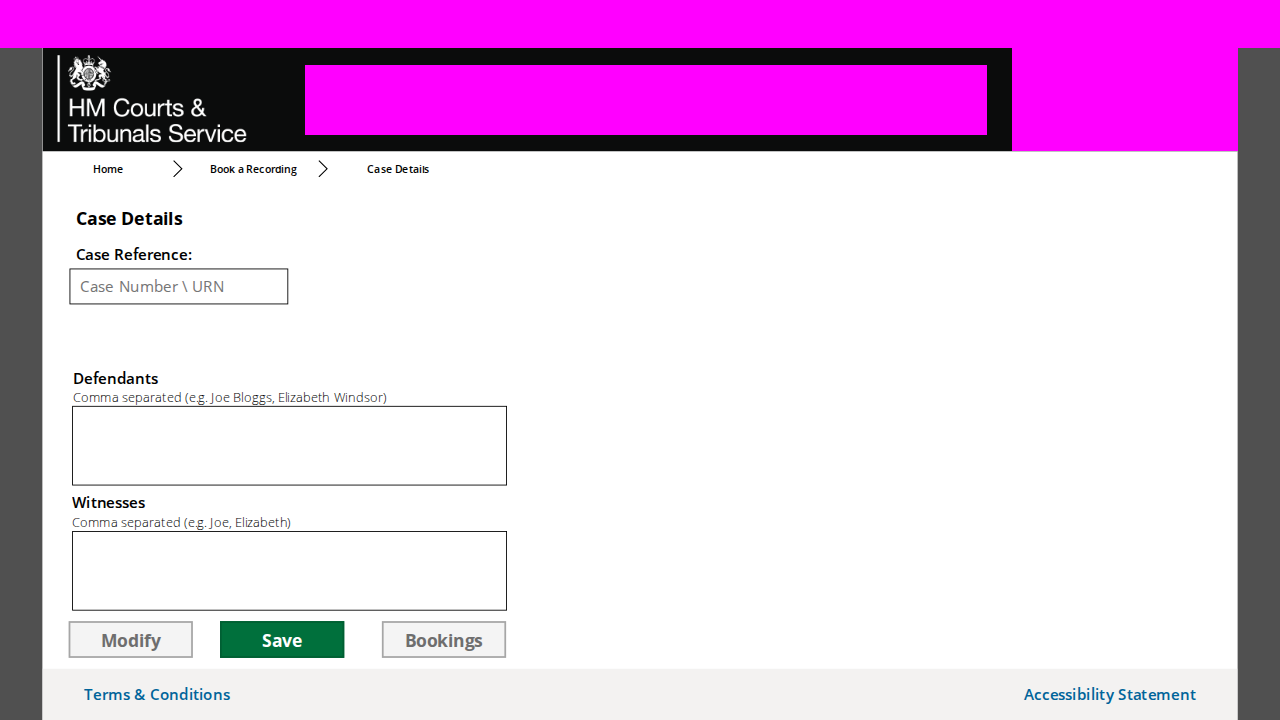 HM Courts &
Tribunals Service
Home
Book a Recording
Case Details
Case Details
Case Reference:
Case Number \ URN
Defendants
Comma separated (e.g. Joe Bloggs, Elizabeth Windsor)
Witnesses
Comma separated (e.g. Joe, Elizabeth)
Modify
Save
Bookings
Terms & Conditions
Accessibility Statement